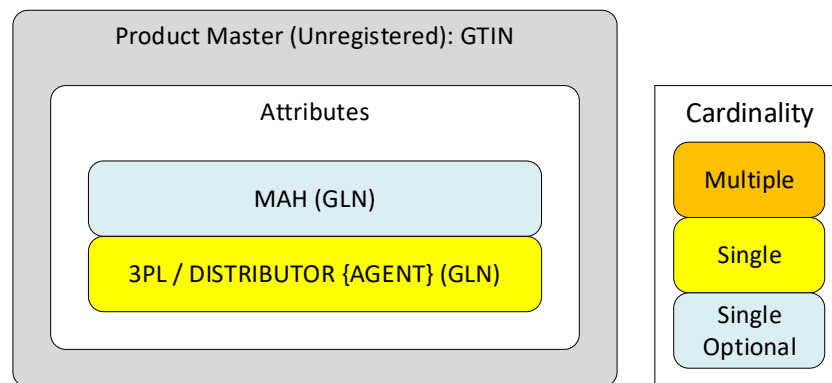 Product Master (Unregistered): GTIN
Attributes
MAH (GLN)
3PL / DISTRIBUTOR {AGENT} (GLN)
Cardinality
Multiple
Single
Single
Optional